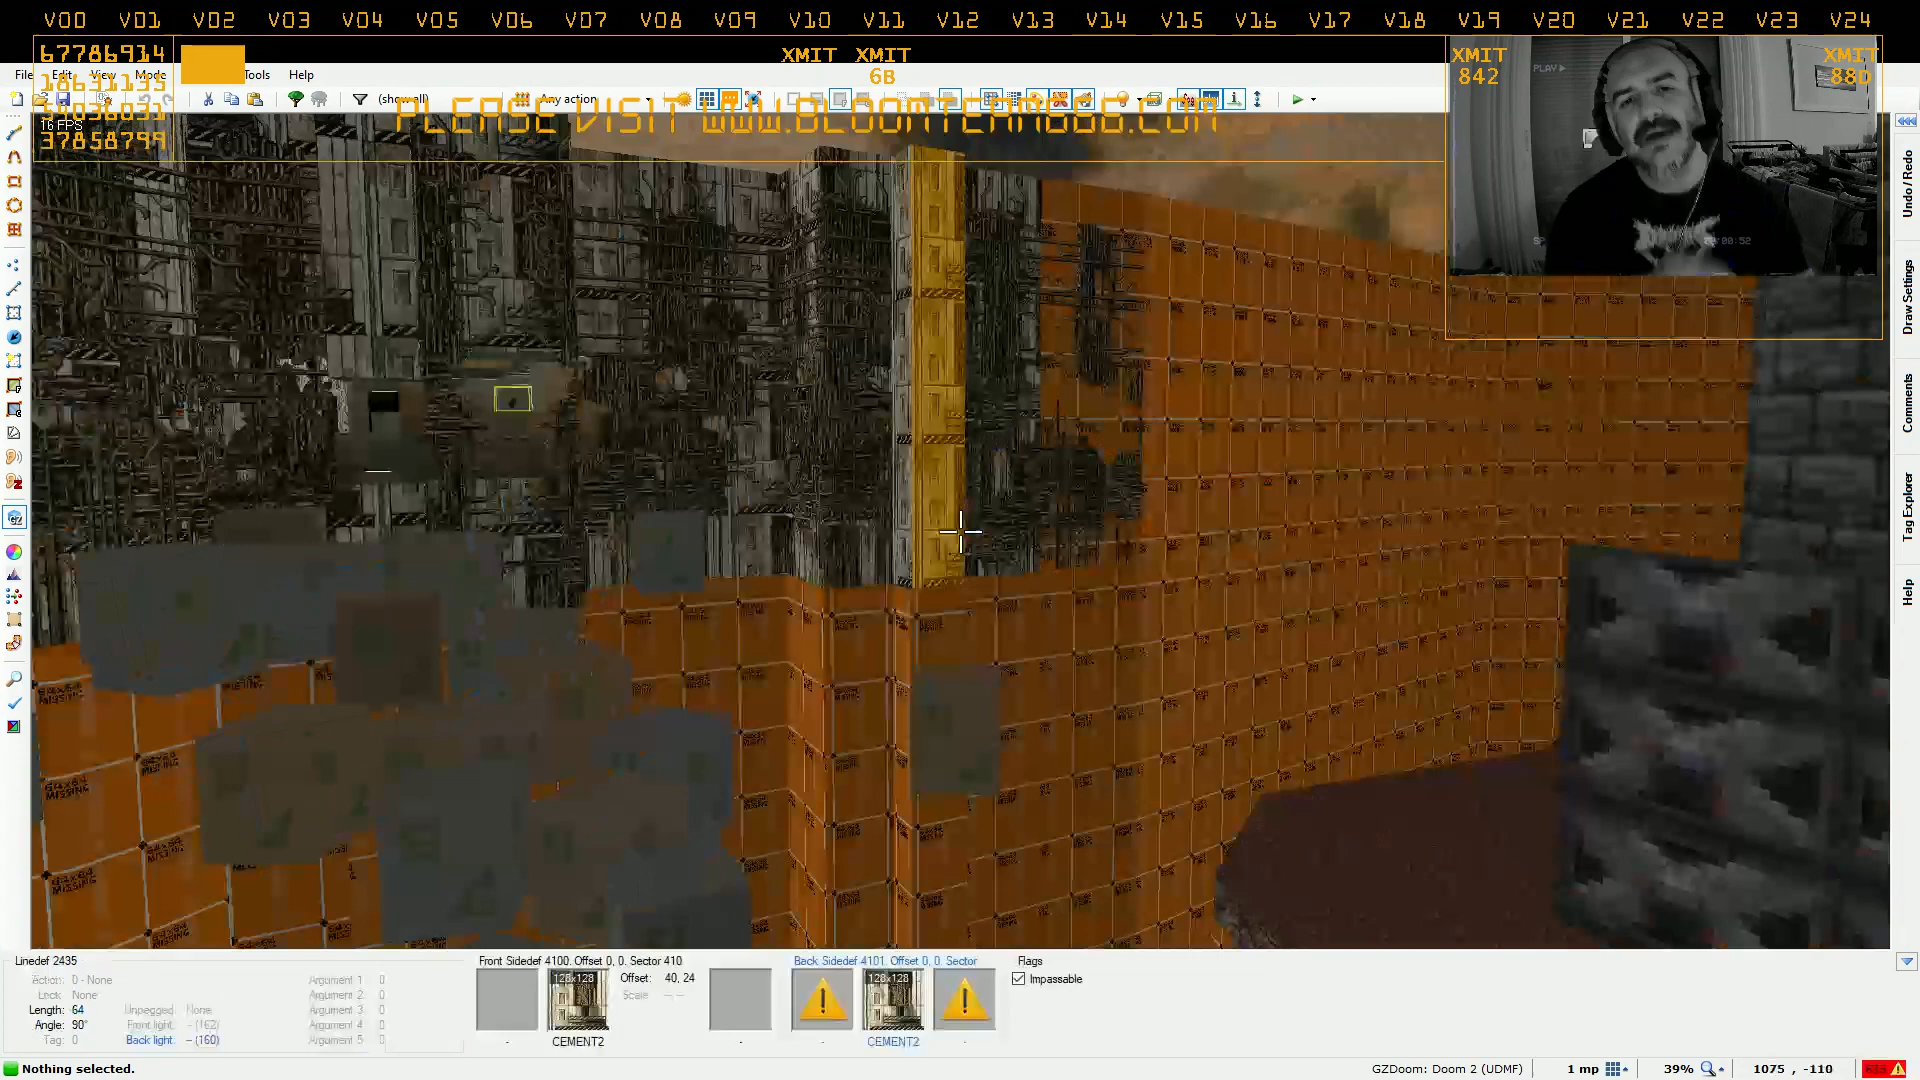 V00 V01 V02 V03 V04 V05 V06 V07 V08 V09 V10 V11 V12 V13 V14 V15 V16 V17 V18 V19 V20 V21 V22 V23 V24
67786914
18631135
37858799
XMIT XMIT
6B
XMIT
842
XMIT
88D
PLAY
File Edit View Mode Tools Help
(show all)
Any action
PLEASE VISIT WWW.BLOOMTEAM666.COM
16 FPS
Undo / Redo
Draw Settings
Comments
Tag Explorer
Help
64X64
MISSING
Linedef 2435
Action: 0 - None
Lock: None
Length: 64
Angle: 90°
Tag: 0
Unpegged: None
Front light: -- (162)
Back light: -- (160)
Argument 1 0
Argument 2 0
Argument 3 0
Argument 4 0
Argument 5 0
Front Sidedef 4100. Offset 0, 0. Sector 410
128x128
Offset: 40, 24
Scale: --, --
-
CEMENT2
-
Back Sidedef 4101. Offset 0, 0. Sector
128x128
-
CEMENT2
-
Flags
Impassable
Nothing selected.
GZDoom: Doom 2 (UDMF)
1 mp
39%
1075 , -110